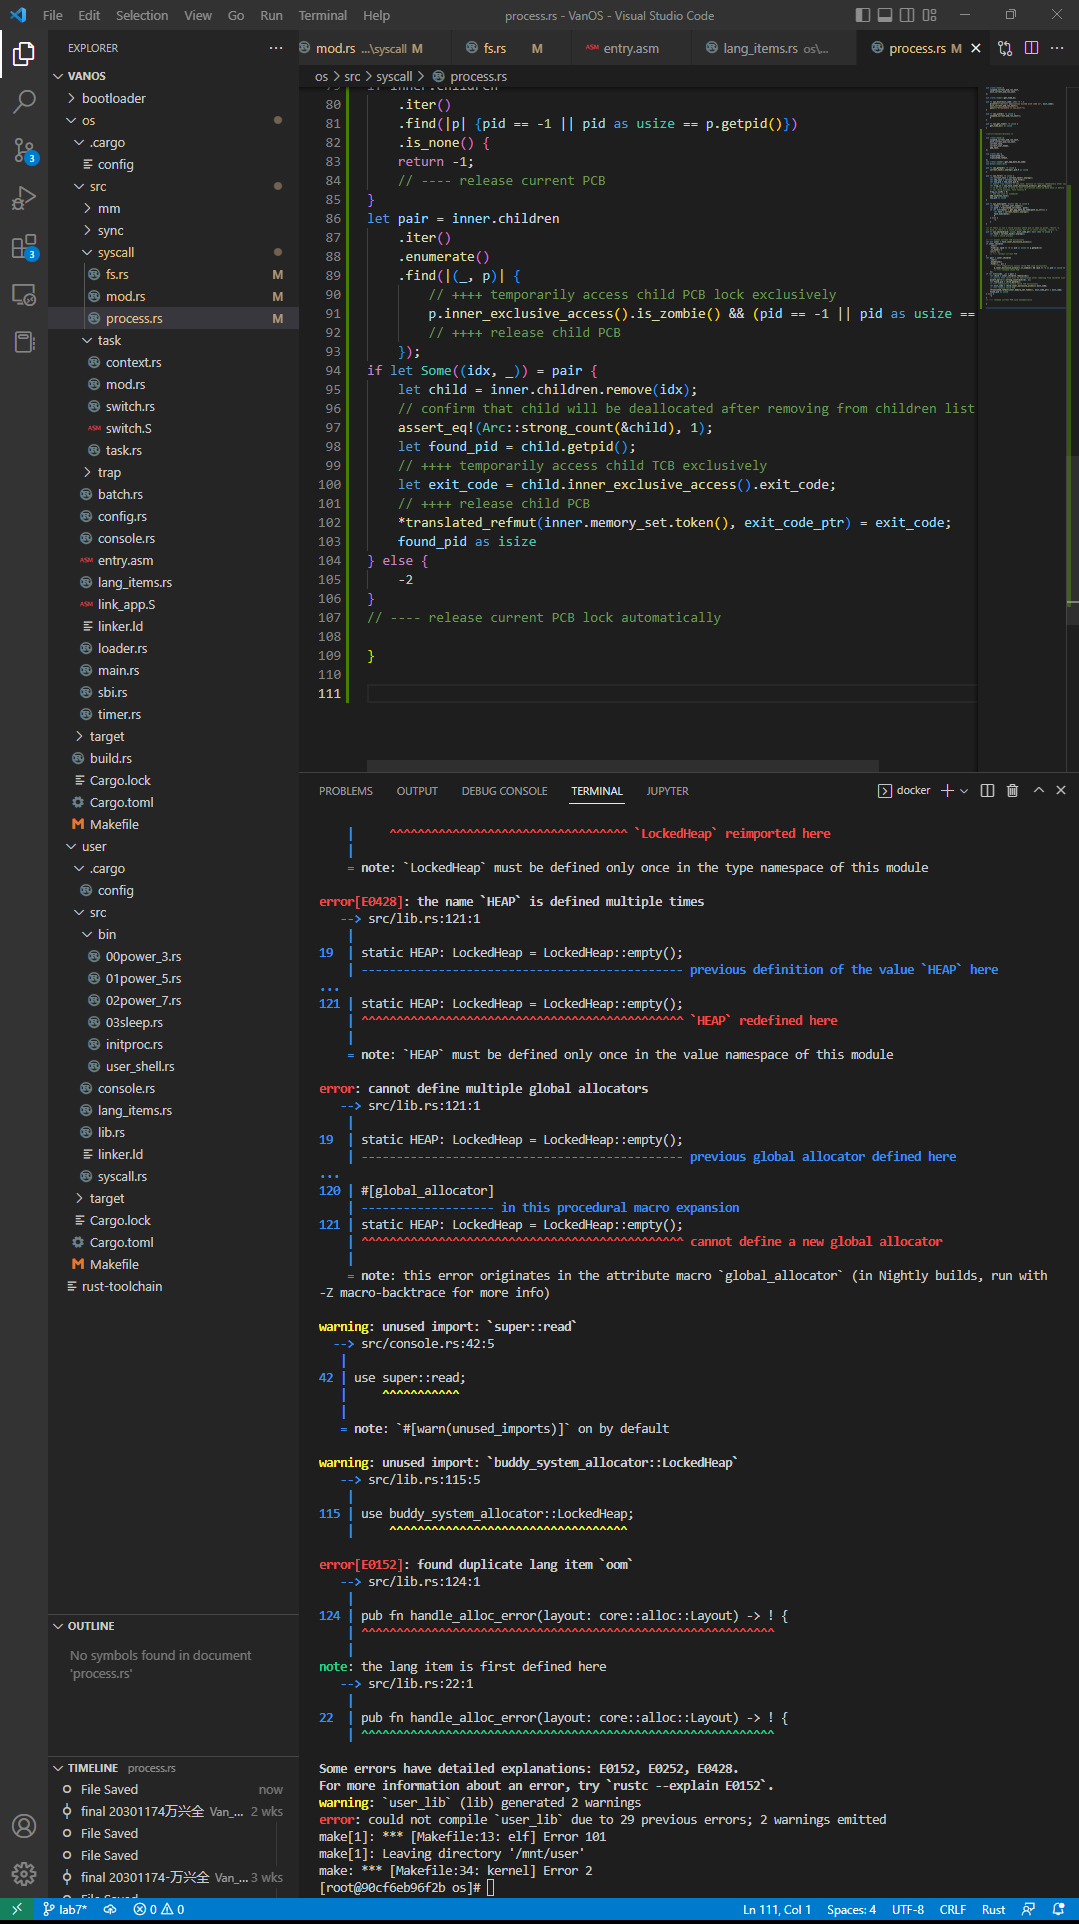 File Edit Selection View Go Run Terminal Help process.rs - VanOS - Visual Studio Code
EXPLORER ...
mod.rs ...\syscall M fs.rs M ASM entry.asm lang_items.rs os\... process.rs M
os > src > syscall > process.rs
VANOS
bootloader
os
.cargo
config
src
mm
sync
syscall
fs.rs M
mod.rs M
process.rs M
task
context.rs
mod.rs
switch.rs
ASM switch.S
task.rs
trap
batch.rs
config.rs
console.rs
ASM entry.asm
lang_items.rs
ASM link_app.S
linker.ld
loader.rs
main.rs
sbi.rs
timer.rs
target
build.rs
Cargo.lock
Cargo.toml
Makefile
user
.cargo
config
src
bin
00power_3.rs
01power_5.rs
02power_7.rs
03sleep.rs
initproc.rs
user_shell.rs
console.rs
lang_items.rs
lib.rs
linker.ld
syscall.rs
target
Cargo.lock
Cargo.toml
Makefile
rust-toolchain
OUTLINE
No symbols found in document
'process.rs'
TIMELINE process.rs
File Saved now
final 20301174万兴全 Van_... 2 wks
File Saved
File Saved
final 20301174-万兴全 Van_... 3 wks
File Saved
79 if inner.children
80 .iter()
81 .find(|p| {pid == -1 || pid as usize == p.getpid()})
82 .is_none() {
83 return -1;
84 // ---- release current PCB
85 }
86 let pair = inner.children
87 .iter()
88 .enumerate()
89 .find(|(_, p)| {
90 // ++++ temporarily access child PCB lock exclusively
91 p.inner_exclusive_access().is_zombie() && (pid == -1 || pid as usize ==
92 // ++++ release child PCB
93 });
94 if let Some((idx, _)) = pair {
95 let child = inner.children.remove(idx);
96 // confirm that child will be deallocated after removing from children list
97 assert_eq!(Arc::strong_count(&child), 1);
98 let found_pid = child.getpid();
99 // ++++ temporarily access child TCB exclusively
100 let exit_code = child.inner_exclusive_access().exit_code;
101 // ++++ release child PCB
102 *translated_refmut(inner.memory_set.token(), exit_code_ptr) = exit_code;
103 found_pid as isize
104 } else {
105 -2
106 }
107 // ---- release current PCB lock automatically
108
109 }
110
111
PROBLEMS OUTPUT DEBUG CONSOLE TERMINAL JUPYTER docker
| ^^^^^^^^^^^^^^^^^^^^^^^^^^^^^^^^^^ `LockedHeap` reimported here
|
= note: `LockedHeap` must be defined only once in the type namespace of this module
error[E0428]: the name `HEAP` is defined multiple times
--> src/lib.rs:121:1
|
19 | static HEAP: LockedHeap = LockedHeap::empty();
| ---------------------------------------------- previous definition of the value `HEAP` here
...
121 | static HEAP: LockedHeap = LockedHeap::empty();
| ^^^^^^^^^^^^^^^^^^^^^^^^^^^^^^^^^^^^^^^^^^^^^^ `HEAP` redefined here
|
= note: `HEAP` must be defined only once in the value namespace of this module
error: cannot define multiple global allocators
--> src/lib.rs:121:1
|
19 | static HEAP: LockedHeap = LockedHeap::empty();
| ---------------------------------------------- previous global allocator defined here
...
120 | #[global_allocator]
| ------------------- in this procedural macro expansion
121 | static HEAP: LockedHeap = LockedHeap::empty();
| ^^^^^^^^^^^^^^^^^^^^^^^^^^^^^^^^^^^^^^^^^^^^^^ cannot define a new global allocator
|
= note: this error originates in the attribute macro `global_allocator` (in Nightly builds, run with
-Z macro-backtrace for more info)
warning: unused import: `super::read`
--> src/console.rs:42:5
|
42 | use super::read;
| ^^^^^^^^^^^
|
= note: `#[warn(unused_imports)]` on by default
warning: unused import: `buddy_system_allocator::LockedHeap`
--> src/lib.rs:115:5
|
115 | use buddy_system_allocator::LockedHeap;
| ^^^^^^^^^^^^^^^^^^^^^^^^^^^^^^^^^^
error[E0152]: found duplicate lang item `oom`
--> src/lib.rs:124:1
|
124 | pub fn handle_alloc_error(layout: core::alloc::Layout) -> ! {
| ^^^^^^^^^^^^^^^^^^^^^^^^^^^^^^^^^^^^^^^^^^^^^^^^^^^^^^^^^^^
|
note: the lang item is first defined here
--> src/lib.rs:22:1
|
22 | pub fn handle_alloc_error(layout: core::alloc::Layout) -> ! {
| ^^^^^^^^^^^^^^^^^^^^^^^^^^^^^^^^^^^^^^^^^^^^^^^^^^^^^^^^^^^
Some errors have detailed explanations: E0152, E0252, E0428.
For more information about an error, try `rustc --explain E0152`.
warning: `user_lib` (lib) generated 2 warnings
error: could not compile `user_lib` due to 29 previous errors; 2 warnings emitted
make[1]: *** [Makefile:13: elf] Error 101
make[1]: Leaving directory '/mnt/user'
make: *** [Makefile:34: kernel] Error 2
[root@90cf6eb96f2b os]#
lab7* 0 0 Ln 111, Col 1 Spaces: 4 UTF-8 CRLF Rust